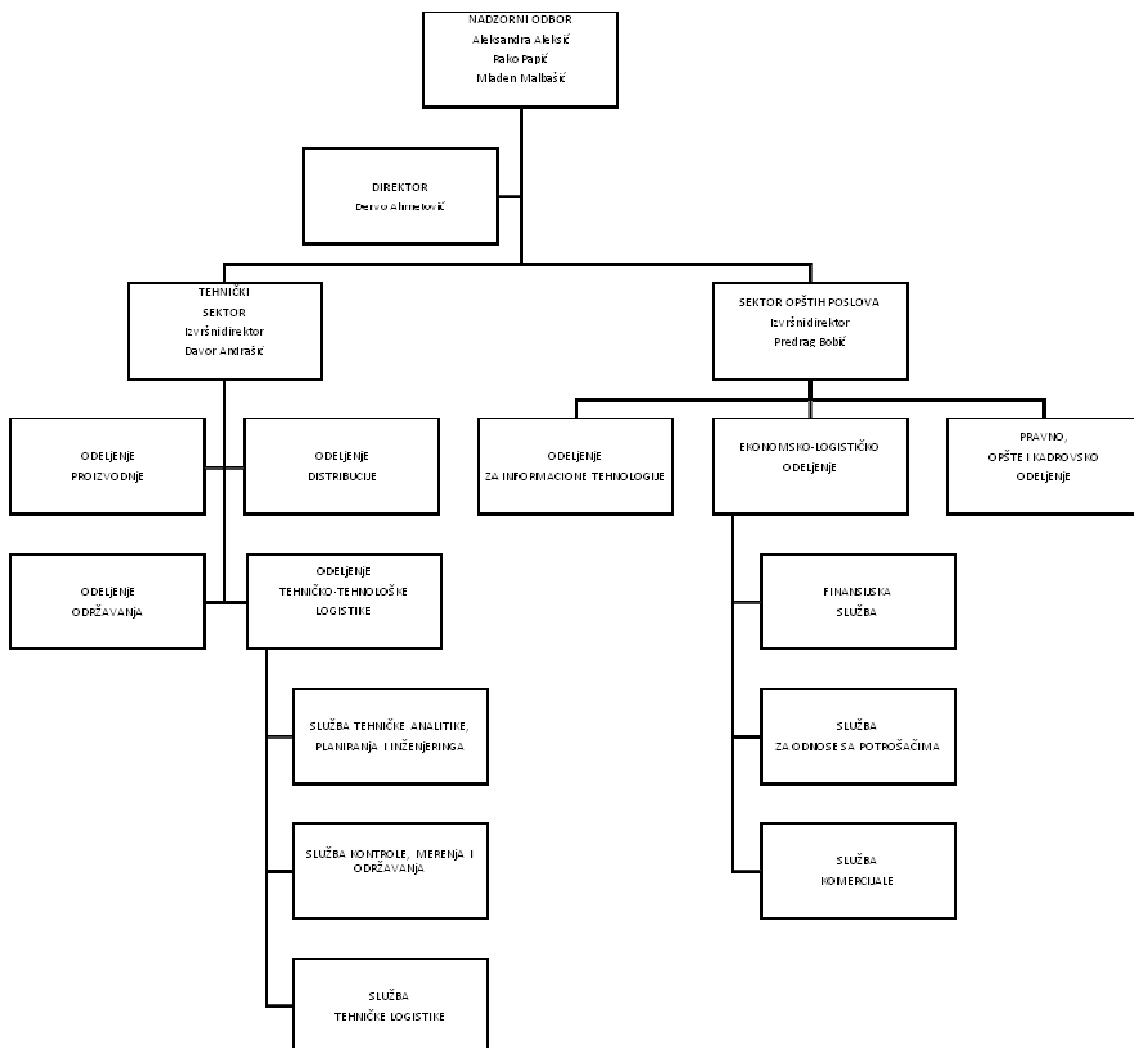 NADZORNI ODBOR
Aleksandra Aleksić
Rako Papić
Mladen Malbašić
DIREKTOR
Dervo Ahmetović
TEHNIČKI
SEKTOR
Izvršni direktor
Davor Andrašić
SEKTOR OPŠTIH POSLOVA
Izvršni direktor
Predrag Bobić
ODELjENjE
PROIZVODNjE
ODELjENjE
DISTRIBUCIJE
ODELjENjE
ZA INFORMACIONE TEHNOLOGIJE
EKONOMSKO-LOGISTIČKO
ODELjENjE
PRAVNO,
OPŠTE I KADROVSKO
ODELjENjE
ODELjENjE
ODRŽAVANjA
ODELjENjE
TEHNIČKO-TEHNOLOŠKE
LOGISTIKE
FINANSIJSKA
SLUŽBA
SLUŽBA TEHNIČKE ANALITIKE,
PLANIRANjA I INŽENjERINGA
SLUŽBA
ZA ODNOSE SA POTROŠAČIMA
SLUŽBA KONTROLE, MERENjA I
ODRŽAVANjA
SLUŽBA
KOMERCIJALE
SLUŽBA
TEHNIČKE LOGISTIKE